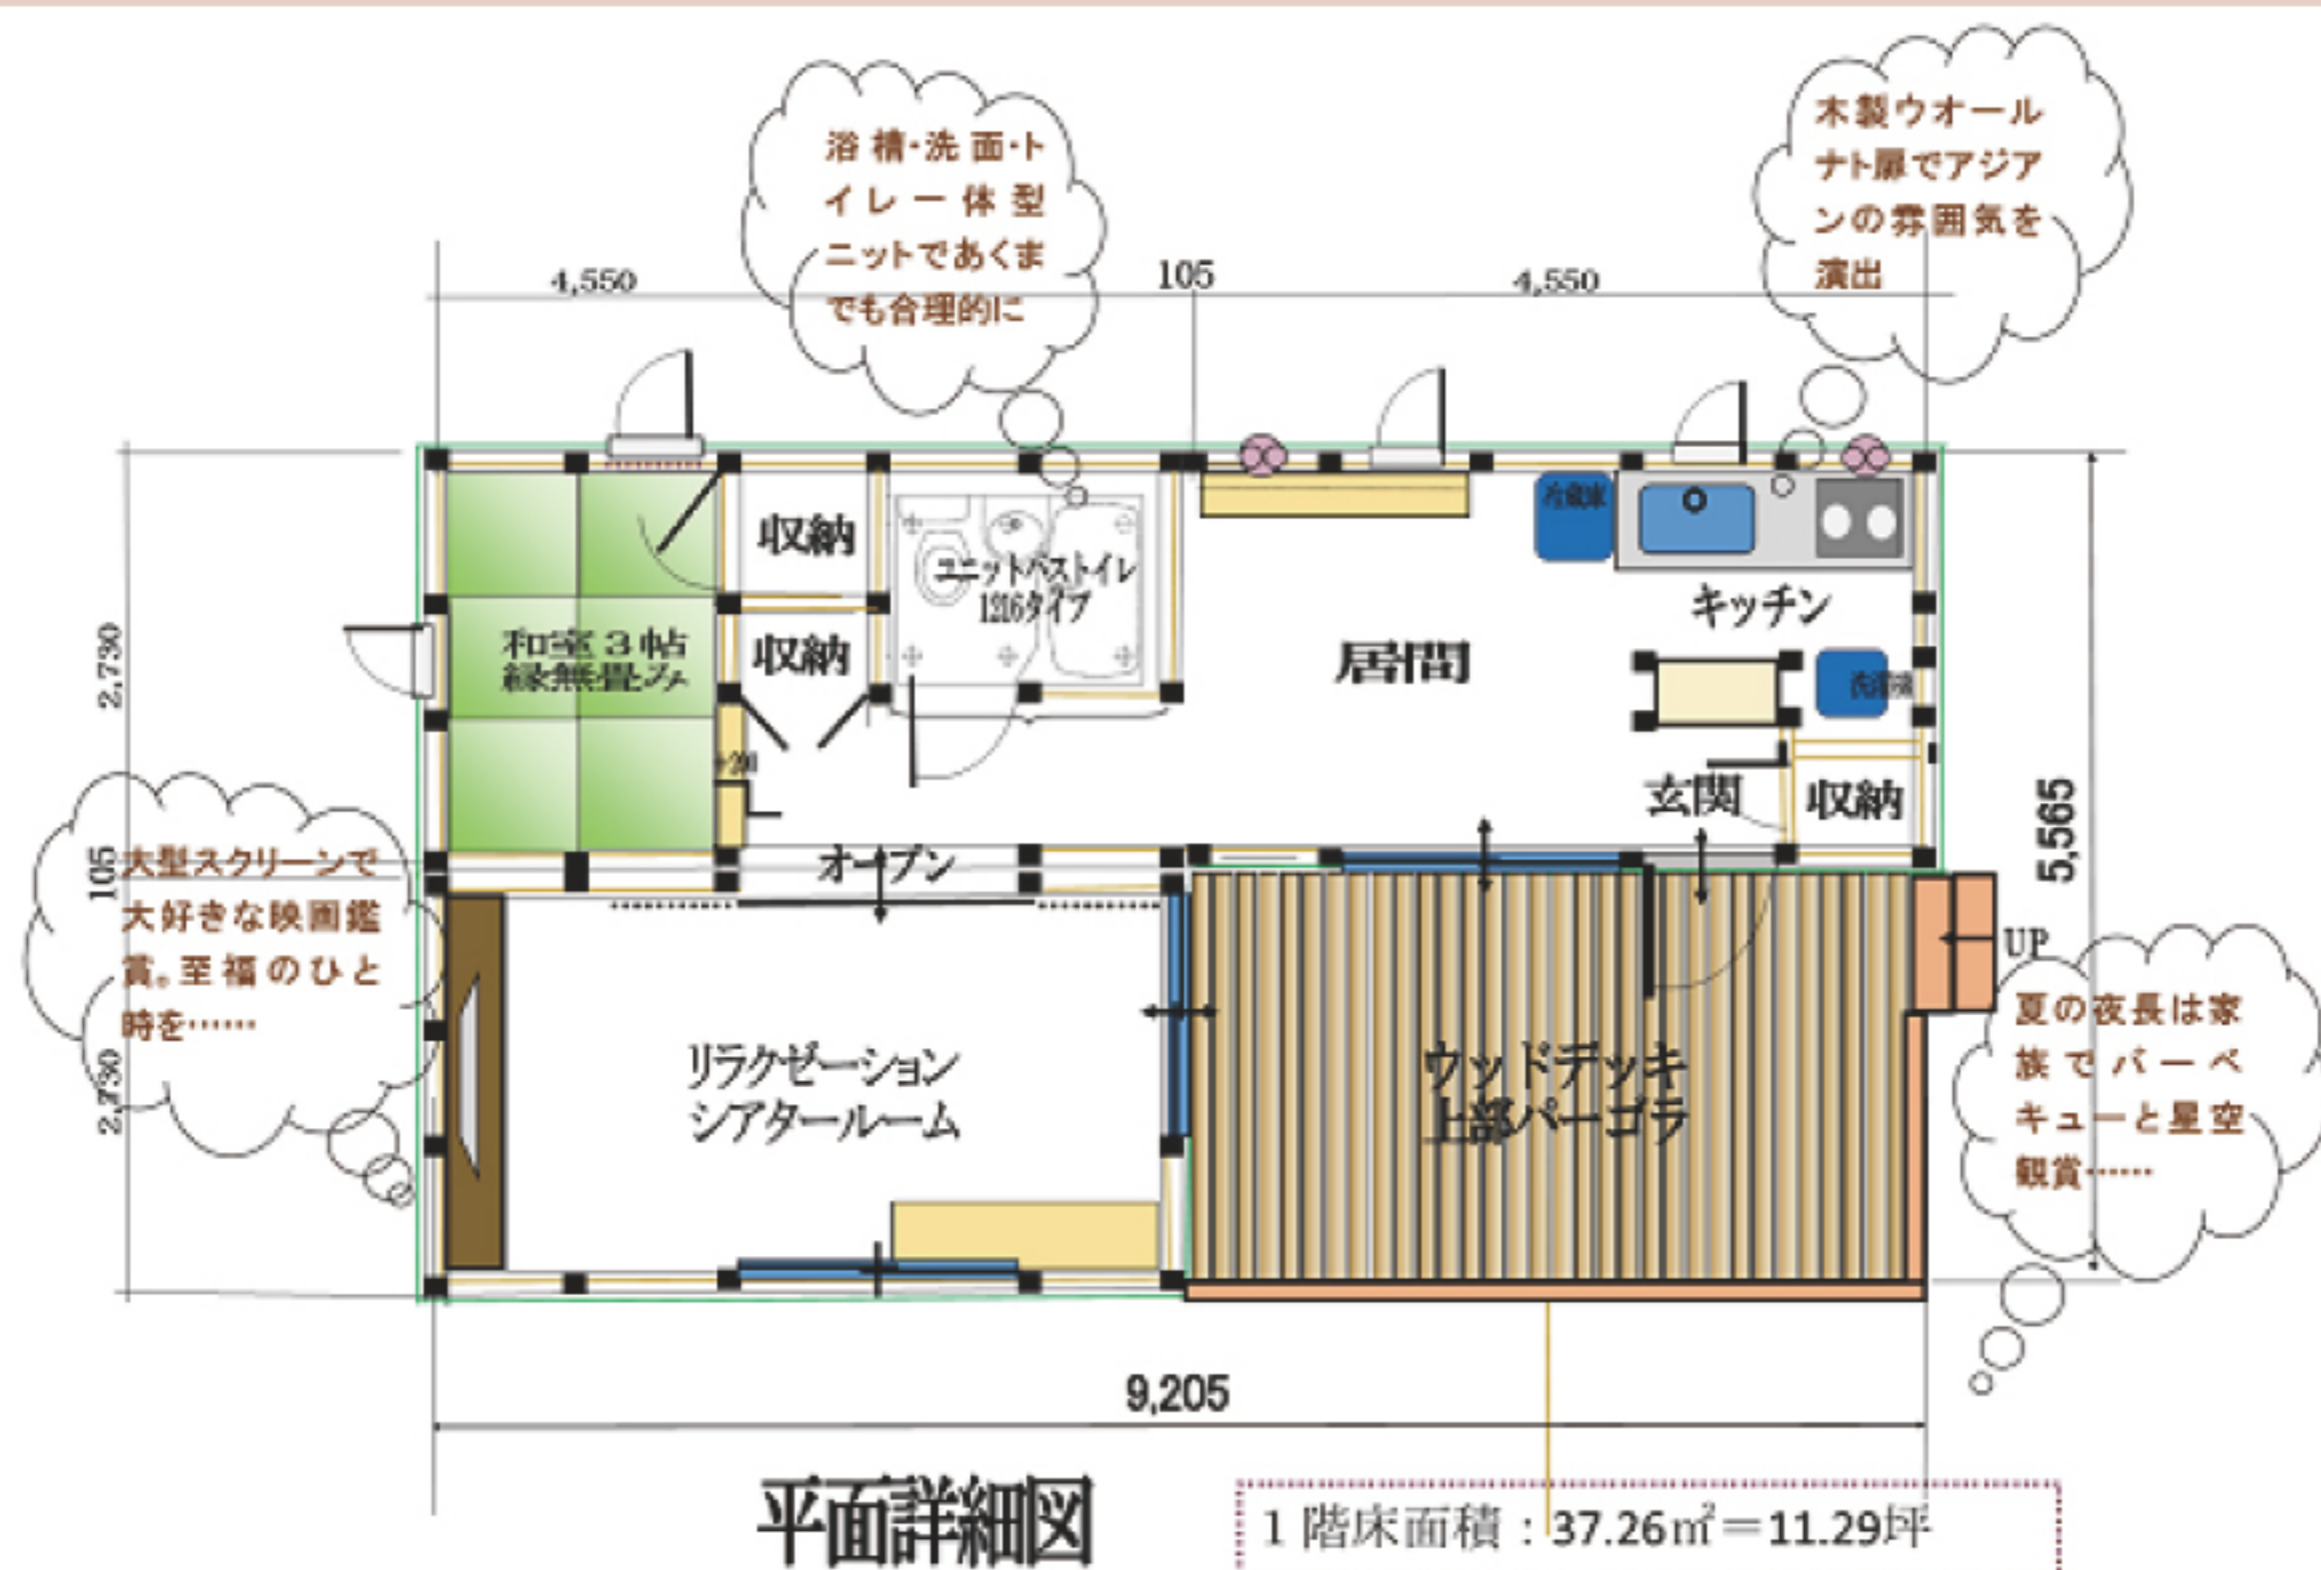 浴槽・洗面・ト
イレ一体型
ニットであくま
でも合理的に
木製ウオール
ナト扉でアジア
ンの雰囲気を
演出
4,550
105
4,550
収納
冷蔵庫
ユニットバストイレ
1216タイプ
キッチン
和室3帖
縁無畳み
収納
居間
洗濯機
2,730
玄関
収納
オープン
105
5,565
大型スクリーンで
大好きな映画鑑
賞。至福のひと
時を……
UP
夏の夜長は家
族でバーベ
キューと星空
観賞……
リラクゼーション
シアタールーム
ウッドデッキ
上部パーゴラ
2,730
9,205
平面詳細図
1階床面積：37.26㎡＝11.29坪